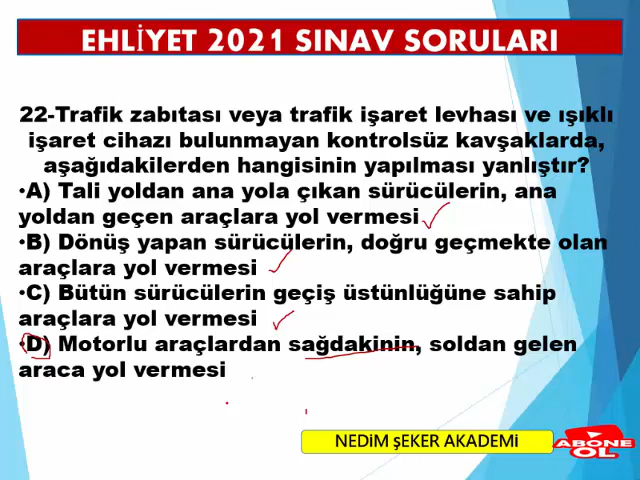 EHLİYET 2021 SINAV SORULARI
22-Trafik zabıtası veya trafik işaret levhası ve ışıklı
işaret cihazı bulunmayan kontrolsüz kavşaklarda,
aşağıdakilerden hangisinin yapılması yanlıştır?
•A) Tali yoldan ana yola çıkan sürücülerin, ana
yoldan geçen araçlara yol vermesi
•B) Dönüş yapan sürücülerin, doğru geçmekte olan
araçlara yol vermesi
•C) Bütün sürücülerin geçiş üstünlüğüne sahip
araçlara yol vermesi
•D) Motorlu araçlardan sağdakinin, soldan gelen
araca yol vermesi
NEDİM ŞEKER AKADEMİ
ABONE
OL